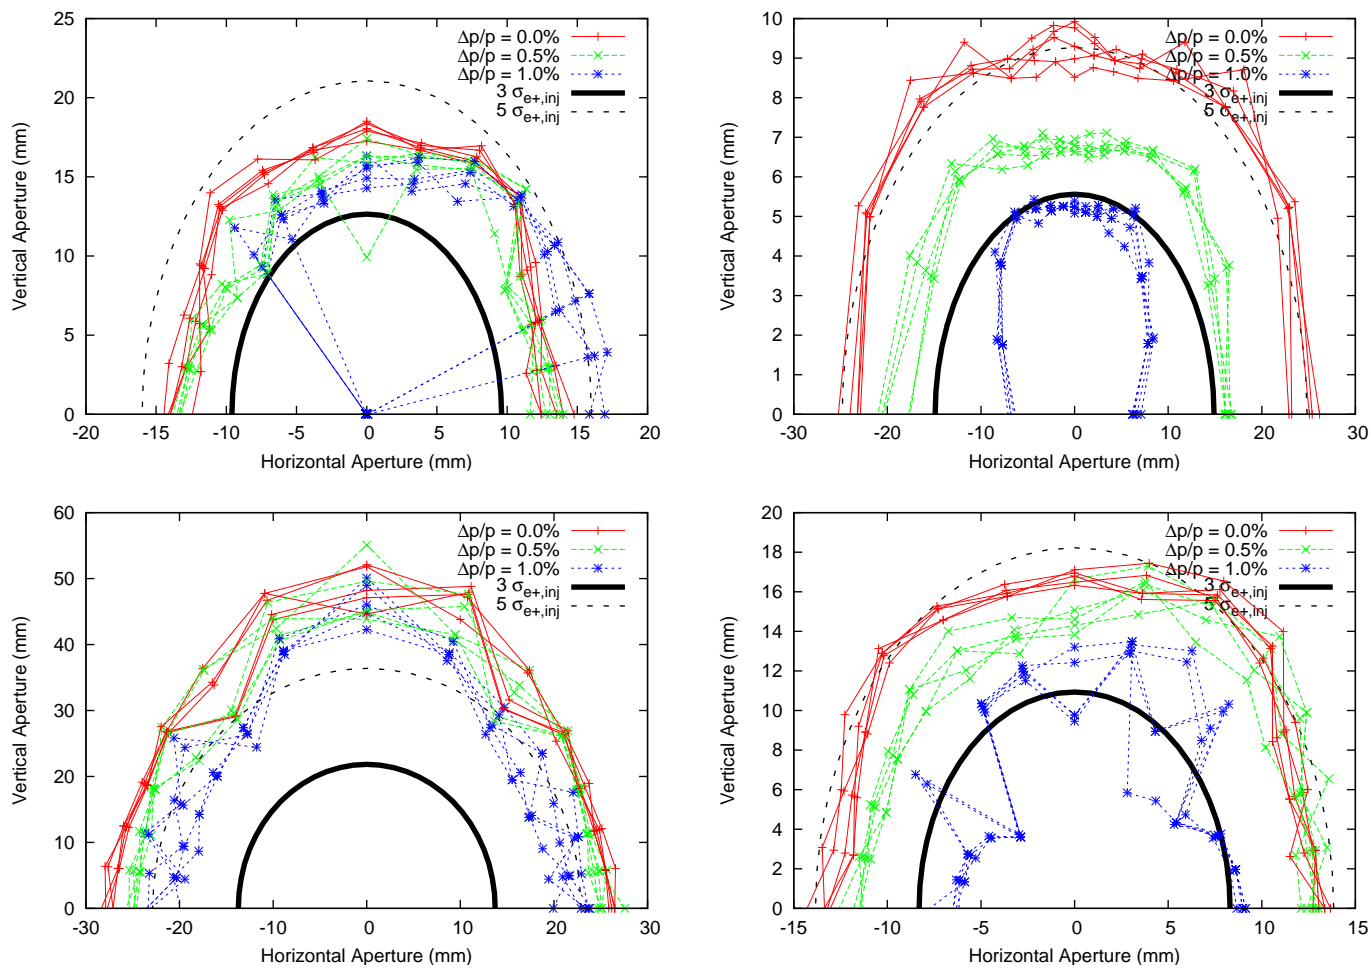 25
20
15
10
5
0
-20
-15
-10
-5
0
5
10
15
20
Vertical Aperture (mm)
Horizontal Aperture (mm)
Δp/p = 0.0%
Δp/p = 0.5%
Δp/p = 1.0%
3 σe+,inj
5 σe+,inj
10
9
8
7
6
5
4
3
2
1
0
-30
-20
-10
0
10
20
30
Vertical Aperture (mm)
Horizontal Aperture (mm)
Δp/p = 0.0%
Δp/p = 0.5%
Δp/p = 1.0%
3 σe+,inj
5 σe+,inj
60
50
40
30
20
10
0
-30
-20
-10
0
10
20
30
Vertical Aperture (mm)
Horizontal Aperture (mm)
Δp/p = 0.0%
Δp/p = 0.5%
Δp/p = 1.0%
3 σe+,inj
5 σe+,inj
20
18
16
14
12
10
8
6
4
2
0
-15
-10
-5
0
5
10
15
Vertical Aperture (mm)
Horizontal Aperture (mm)
Δp/p = 0.0%
Δp/p = 0.5%
Δp/p = 1.0%
3 σe+,inj
5 σe+,inj